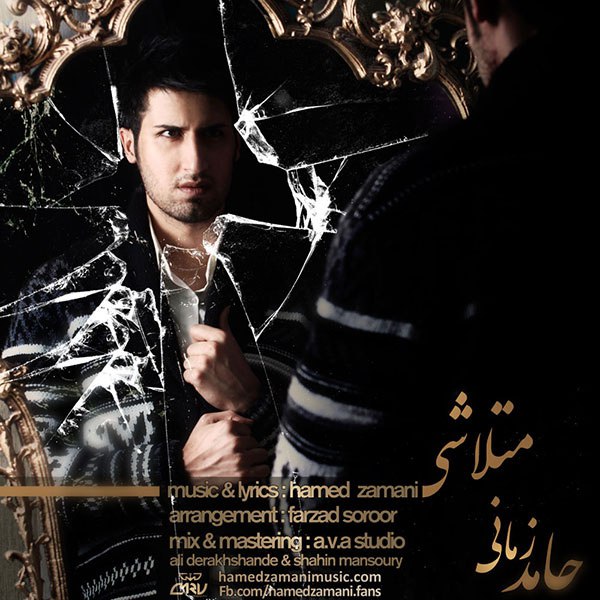 متلاشی
حامد زمانی
music & lyrics : hamed zamani
arrangement : farzad soroor
mix & mastering : a.v.a studio
ali derakhshande & shahin mansoury
hamedzamanimusic.com
Fb.com/hamedzamani.fans